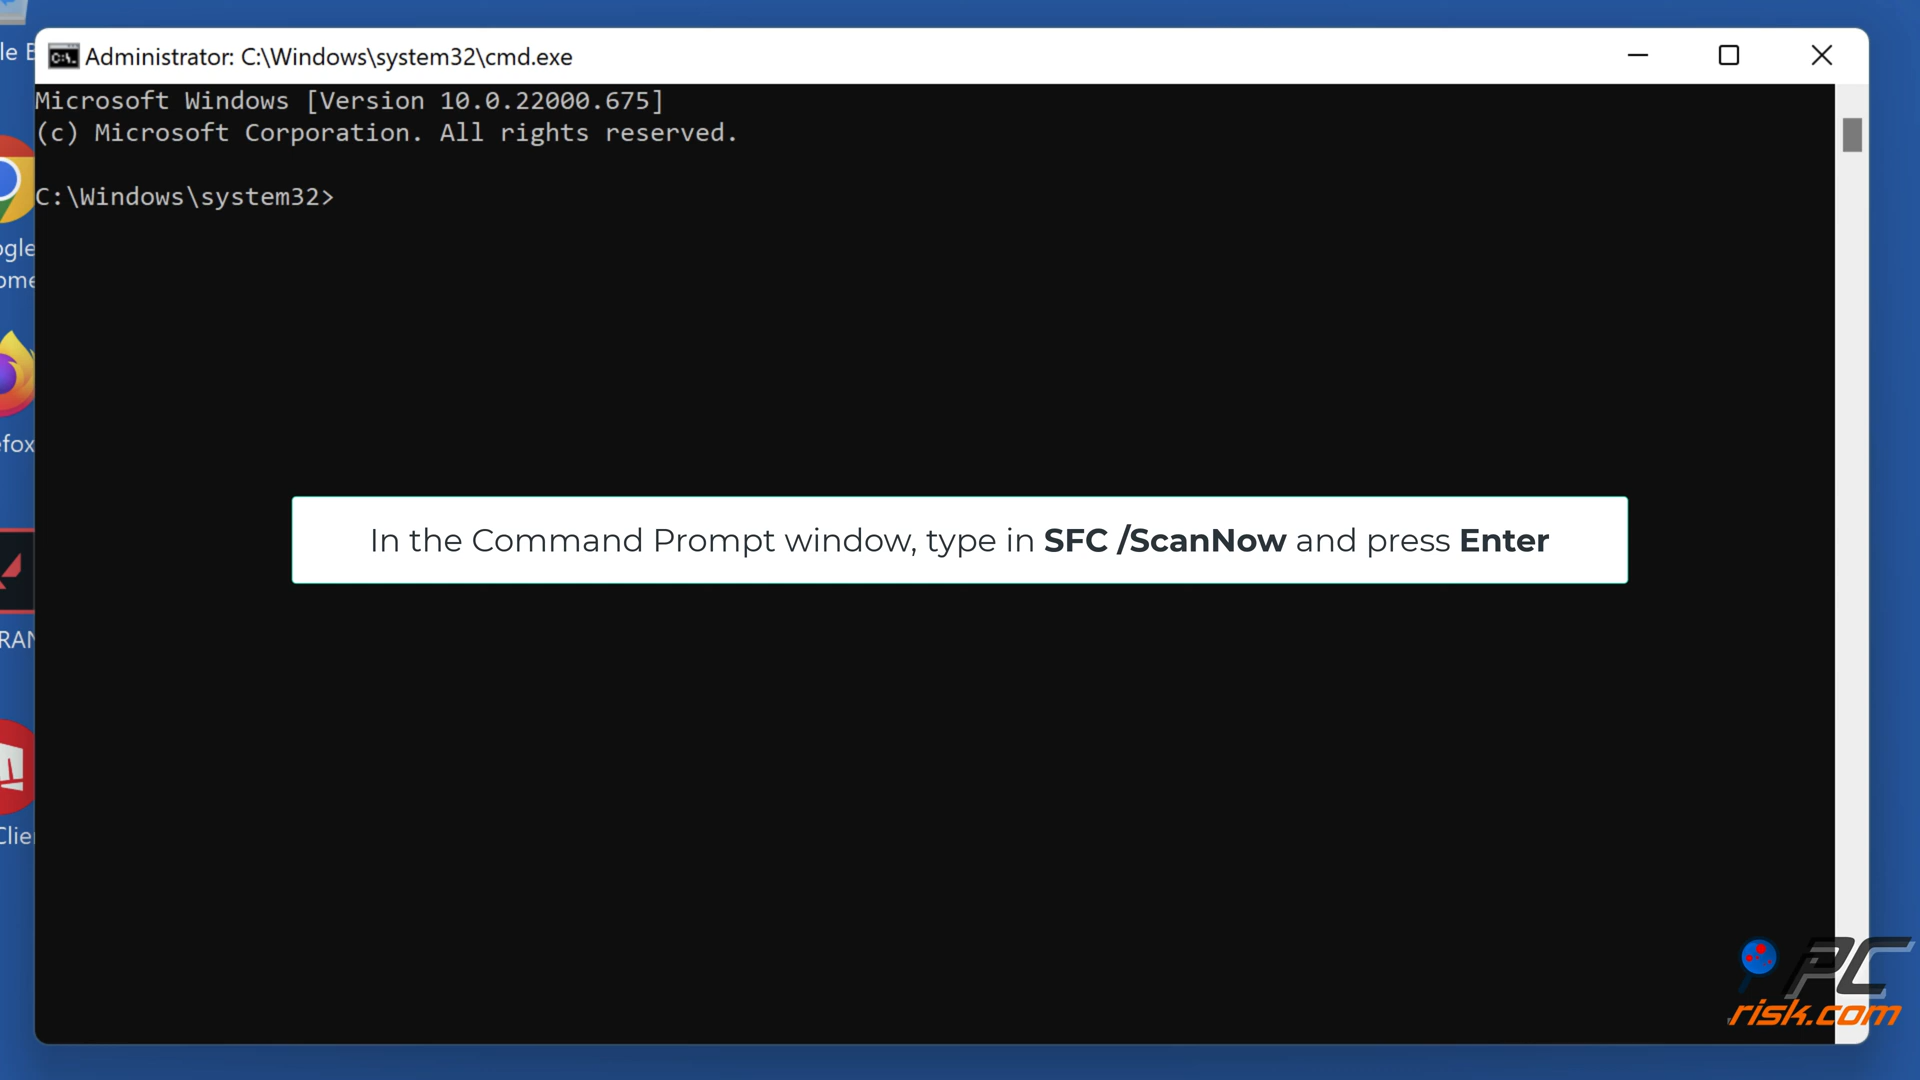 Administrator: C:\Windows\system32\cmd.exe
Microsoft Windows [Version 10.0.22000.675]
(c) Microsoft Corporation. All rights reserved.
C:\Windows\system32>
In the Command Prompt window, type in SFC /ScanNow and press Enter
PC
risk.com